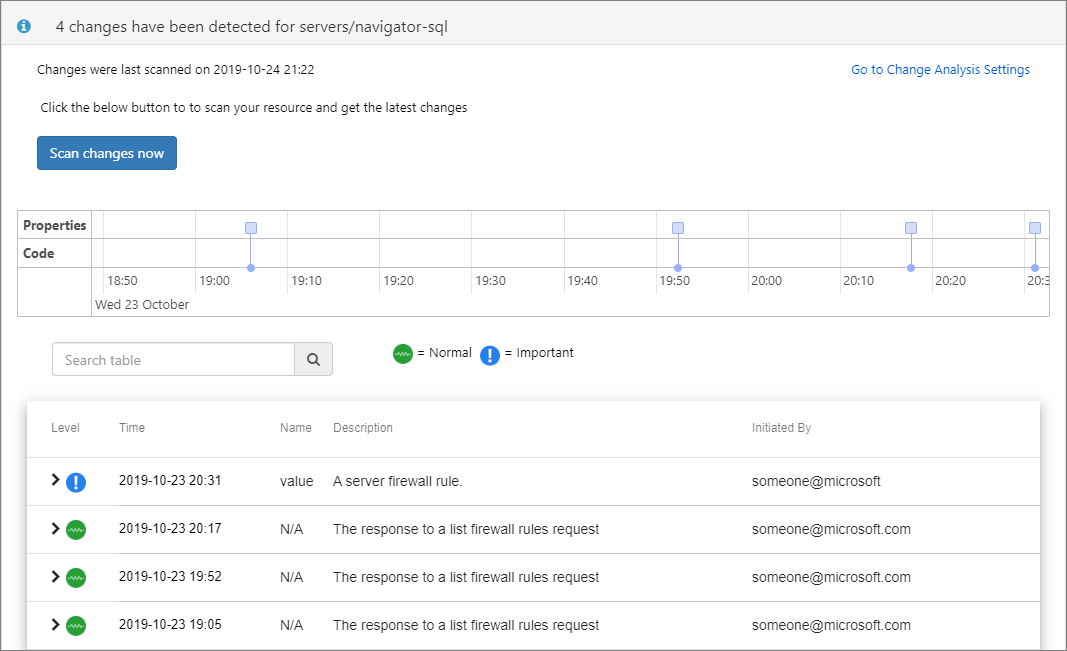 4 changes have been detected for servers/navigator-sql
Changes were last scanned on 2019-10-24 21:22
Go to Change Analysis Settings
Click the below button to to scan your resource and get the latest changes
Scan changes now
Properties
Code
18:50 19:00 19:10 19:20 19:30 19:40 19:50 20:00 20:10 20:20
Wed 23 October
Search table
= Normal ! = Important
Level Time Name Description Initiated By
! 2019-10-23 20:31 value A server firewall rule. someone@microsoft
2019-10-23 20:17 N/A The response to a list firewall rules request someone@microsoft.com
2019-10-23 19:52 N/A The response to a list firewall rules request someone@microsoft.com
2019-10-23 19:05 N/A The response to a list firewall rules request someone@microsoft.com